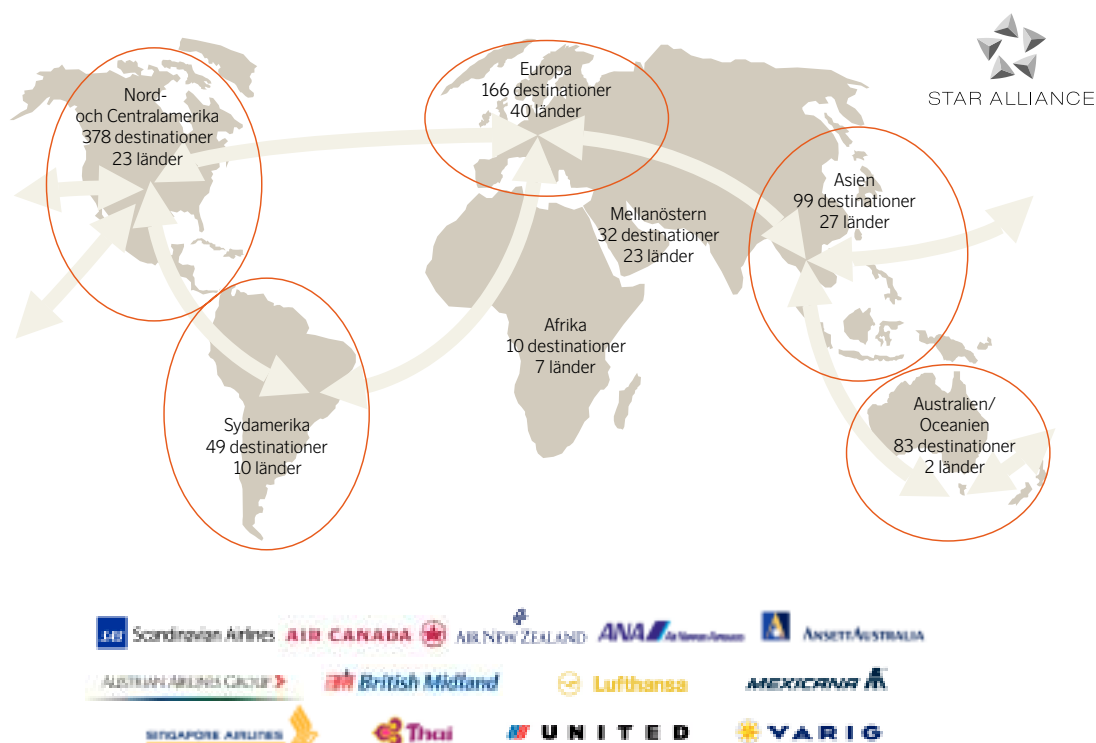 STAR ALLIANCE
Nord-
och Centralamerika
378 destinationer
23 länder
Europa
166 destinationer
40 länder
Asien
99 destinationer
27 länder
Mellanöstern
32 destinationer
23 länder
Afrika
10 destinationer
7 länder
Sydamerika
49 destinationer
10 länder
Australien/
Oceanien
83 destinationer
2 länder
SAS Scandinavian Airlines
AIR CANADA
AIR NEW ZEALAND
ANA All Nippon Airways
ANSETT AUSTRALIA
AUSTRIAN AIRLINES GROUP
British Midland
Lufthansa
MEXICANA
SINGAPORE AIRLINES
Thai
UNITED
VARIG